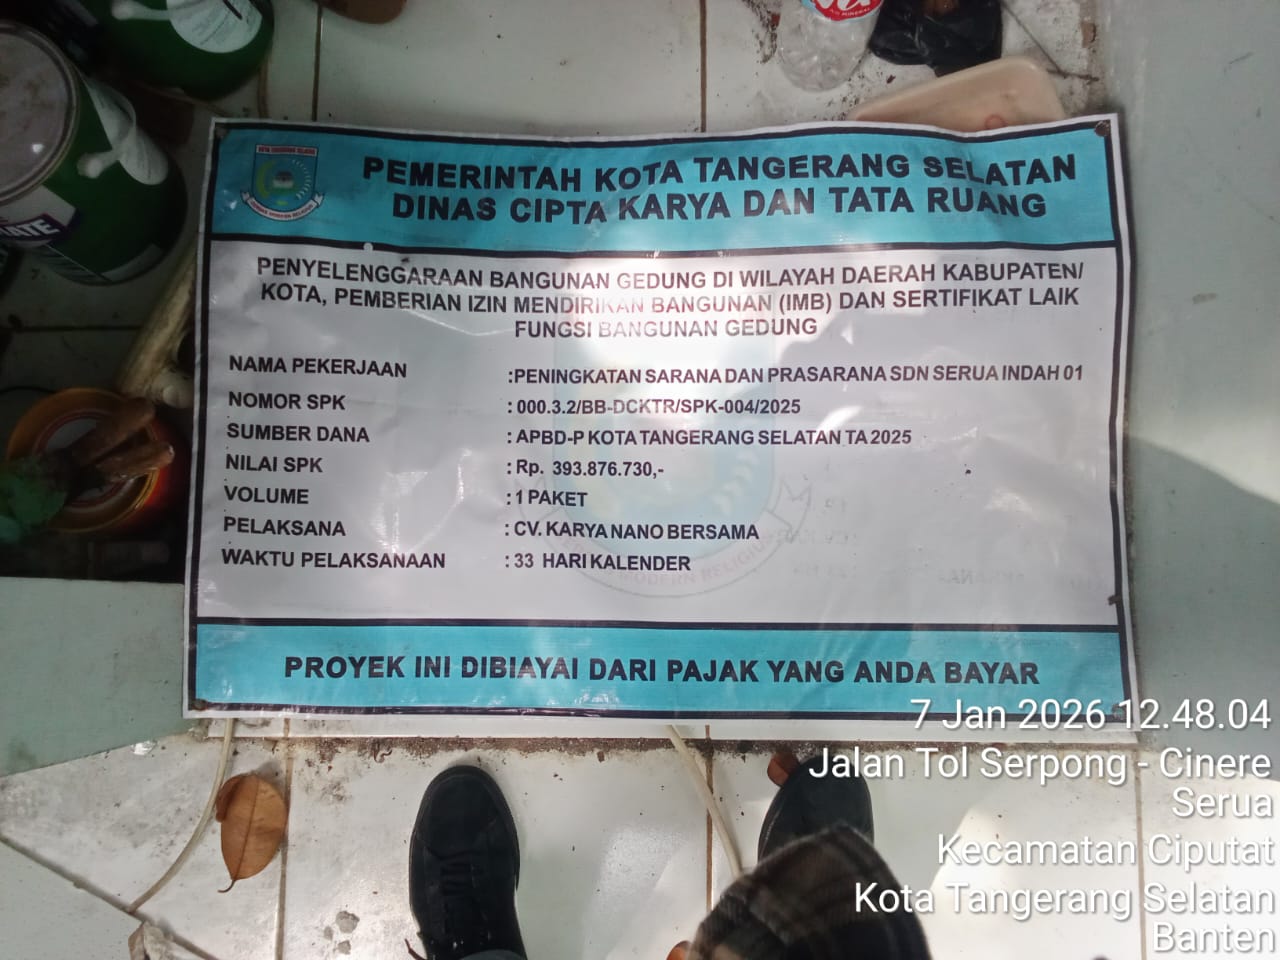 KOTA TANGERANG SELATAN
PEMERINTAH KOTA TANGERANG SELATAN
DINAS CIPTA KARYA DAN TATA RUANG
PENYELENGGARAAN BANGUNAN GEDUNG DI WILAYAH DAERAH KABUPATEN/
KOTA, PEMBERIAN IZIN MENDIRIKAN BANGUNAN (IMB) DAN SERTIFIKAT LAIK
FUNGSI BANGUNAN GEDUNG
NAMA PEKERJAAN :PENINGKATAN SARANA DAN PRASARANA SDN SERUA INDAH 01
NOMOR SPK : 000.3.2/BB-DCKTR/SPK-004/2025
SUMBER DANA : APBD-P KOTA TANGERANG SELATAN TA 2025
NILAI SPK : Rp. 393.876.730,-
VOLUME : 1 PAKET
PELAKSANA : CV. KARYA NANO BERSAMA
WAKTU PELAKSANAAN : 33 HARI KALENDER
MODERN RELIGIUS
PROYEK INI DIBIAYAI DARI PAJAK YANG ANDA BAYAR
7 Jan 2026 12.48.04
Jalan Tol Serpong - Cinere
Serua
Kecamatan Ciputat
Kota Tangerang Selatan
Banten